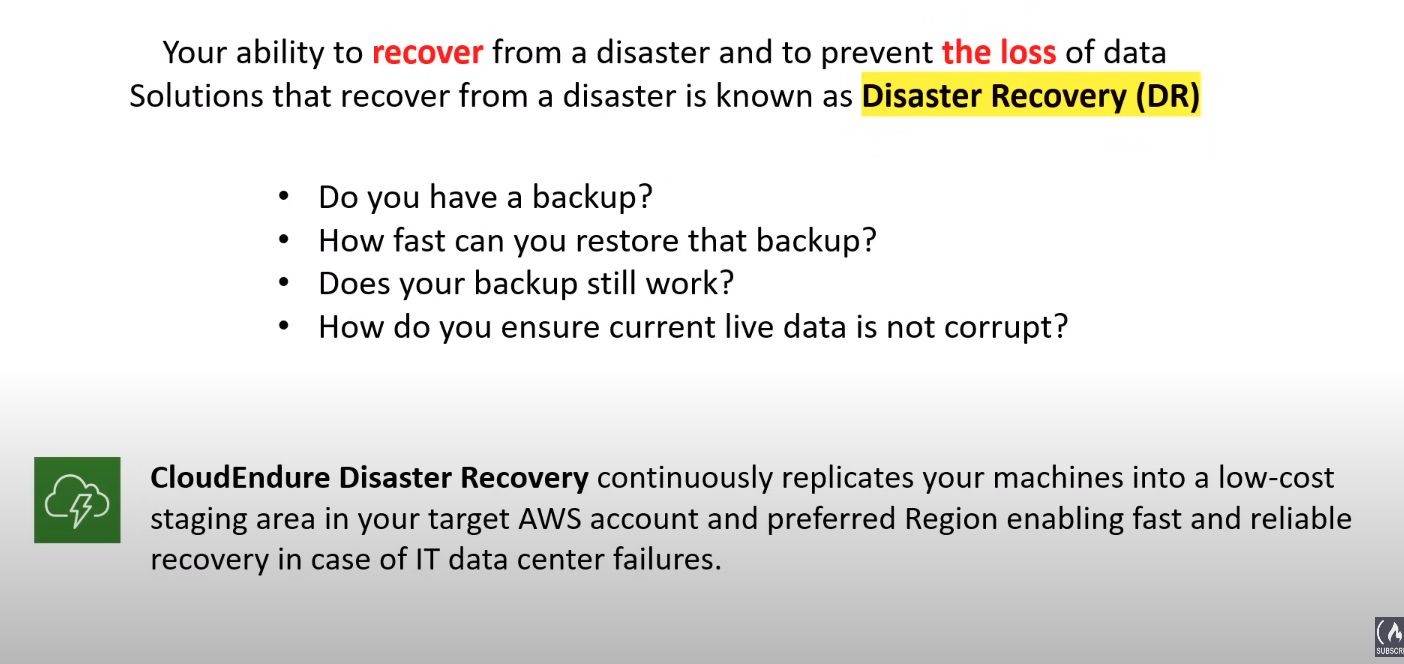 Your ability to recover from a disaster and to prevent the loss of data
Solutions that recover from a disaster is known as Disaster Recovery (DR)
• Do you have a backup?
• How fast can you restore that backup?
• Does your backup still work?
• How do you ensure current live data is not corrupt?
CloudEndure Disaster Recovery continuously replicates your machines into a low-cost
staging area in your target AWS account and preferred Region enabling fast and reliable
recovery in case of IT data center failures.
SUBSCR